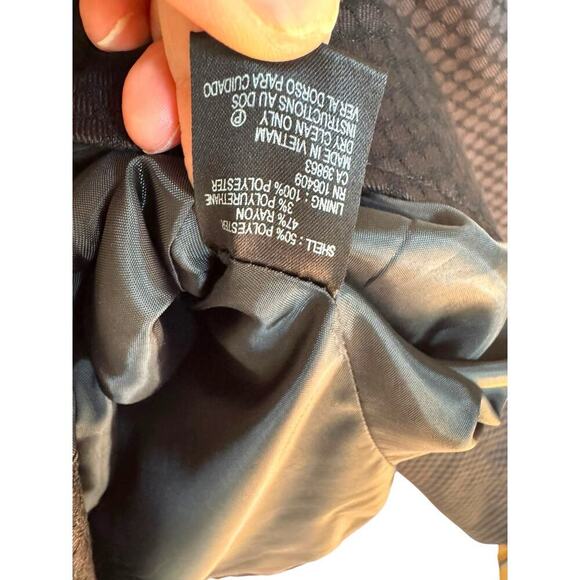 SHELL : 50% POLYESTER
47% RAYON
3% POLYURETHANE
LINING : 100% POLYESTER
RN 106409
CA 39663
MADE IN VIETNAM
DRY CLEAN ONLY
INSTRUCTIONS AU DOS
VER AL DORSO PARA CUIDADO
P